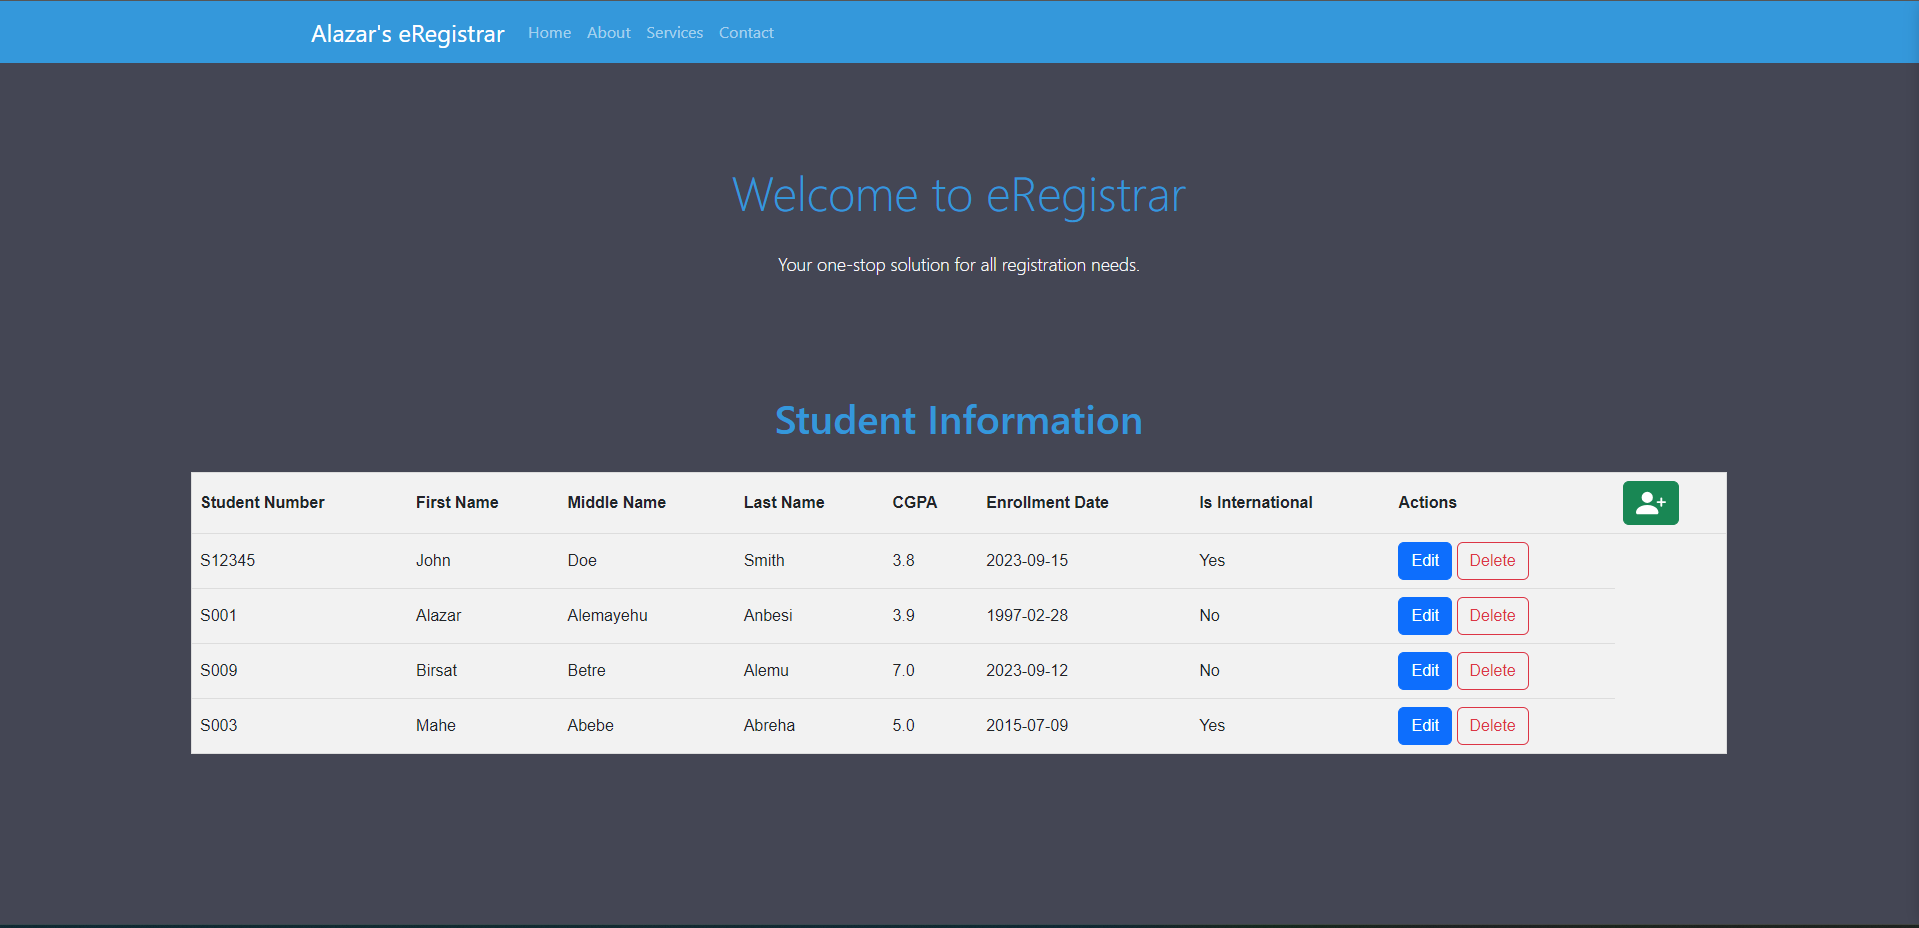 Alazar's eRegistrar Home About Services Contact
Welcome to eRegistrar
Your one-stop solution for all registration needs.
Student Information
Student Number First Name Middle Name Last Name CGPA Enrollment Date Is International Actions
S12345 John Doe Smith 3.8 2023-09-15 Yes Edit Delete
S001 Alazar Alemayehu Anbesi 3.9 1997-02-28 No Edit Delete
S009 Birsat Betre Alemu 7.0 2023-09-12 No Edit Delete
S003 Mahe Abebe Abreha 5.0 2015-07-09 Yes Edit Delete